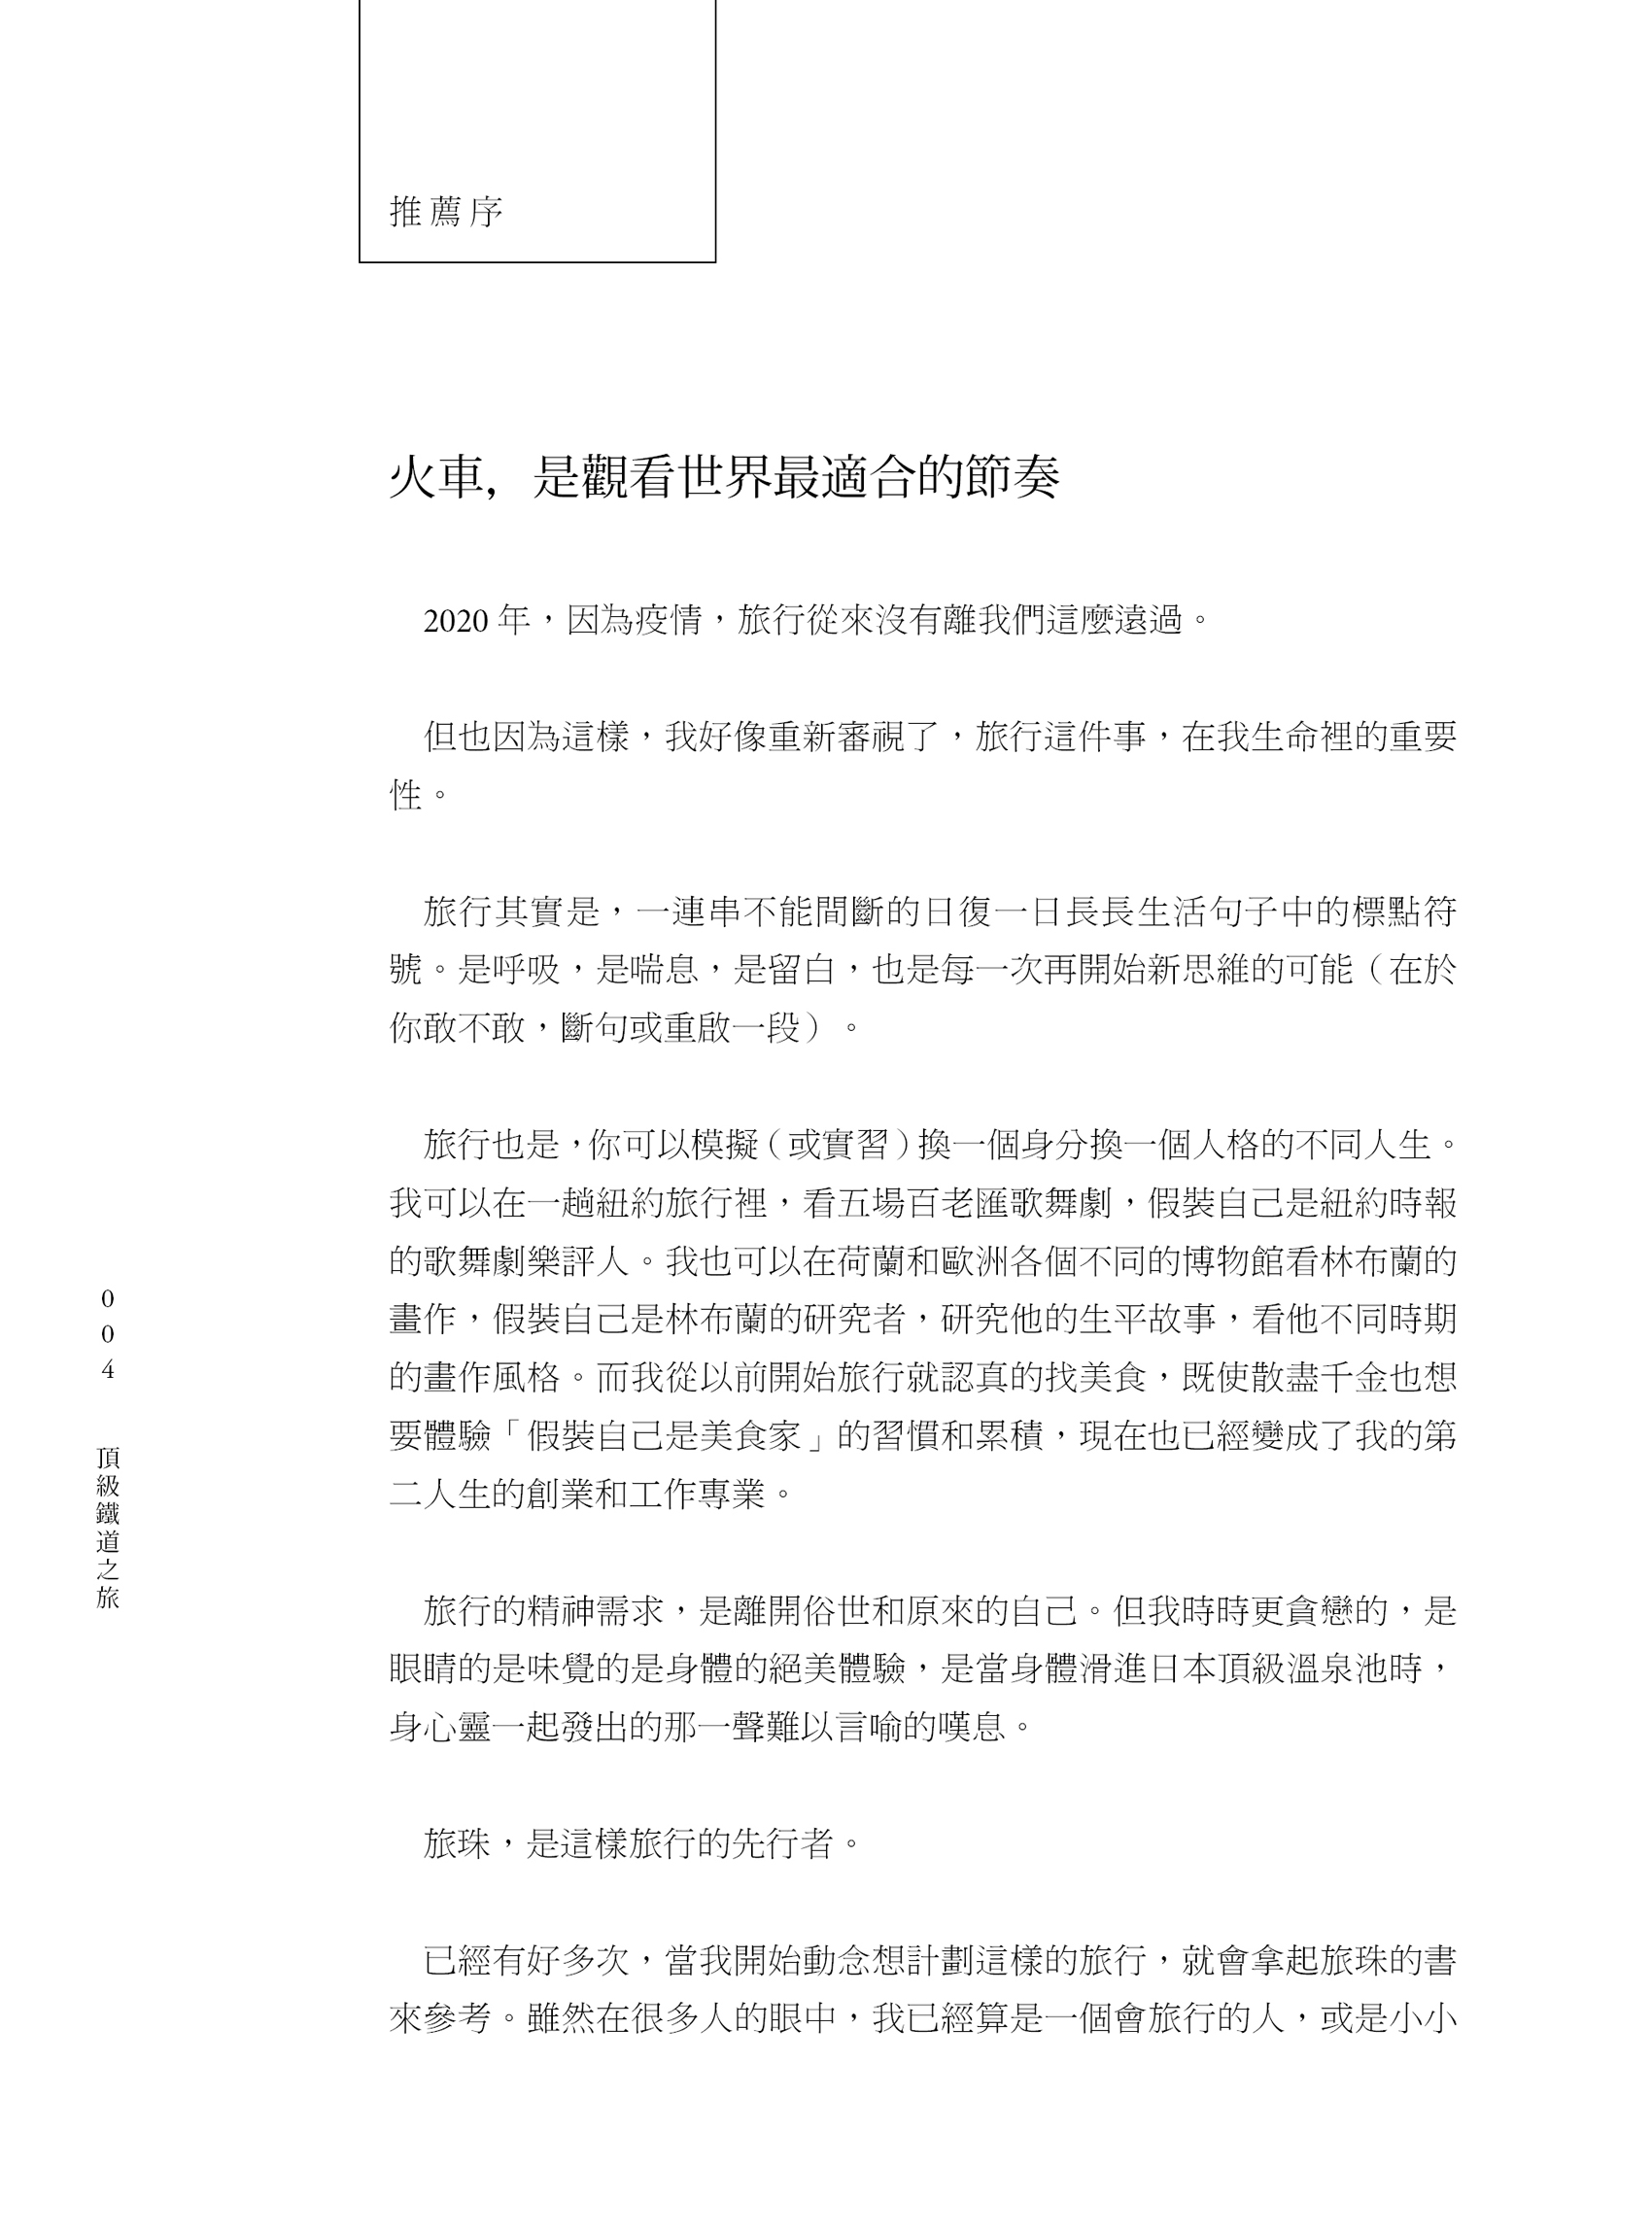 推薦序
火車，是觀看世界最適合的節奏
2020 年，因為疫情，旅行從來沒有離我們這麼遠過。
但也因為這樣，我好像重新審視了，旅行這件事，在我生命裡的重要
性。
旅行其實是，一連串不能間斷的日復一日長長生活句子中的標點符
號。是呼吸，是喘息，是留白，也是每一次再開始新思維的可能（在於
你敢不敢，斷句或重啟一段）。
旅行也是，你可以模擬（或實習）換一個身分換一個人格的不同人生。
我可以在一趟紐約旅行裡，看五場百老匯歌舞劇，假裝自己是紐約時報
的歌舞劇樂評人。我也可以在荷蘭和歐洲各個不同的博物館看林布蘭的
畫作，假裝自己是林布蘭的研究者，研究他的生平故事，看他不同時期
的畫作風格。而我從以前開始旅行就認真的找美食，既使散盡千金也想
要體驗「假裝自己是美食家」的習慣和累積，現在也已經變成了我的第
二人生的創業和工作專業。
旅行的精神需求，是離開俗世和原來的自己。但我時時更貪戀的，是
眼睛的是味覺的是身體的絕美體驗，是當身體滑進日本頂級溫泉池時，
身心靈一起發出的那一聲難以言喻的嘆息。
旅珠，是這樣旅行的先行者。
已經有好多次，當我開始動念想計劃這樣的旅行，就會拿起旅珠的書
來參考。雖然在很多人的眼中，我已經算是一個會旅行的人，或是小小
004
頂級鐵道之旅